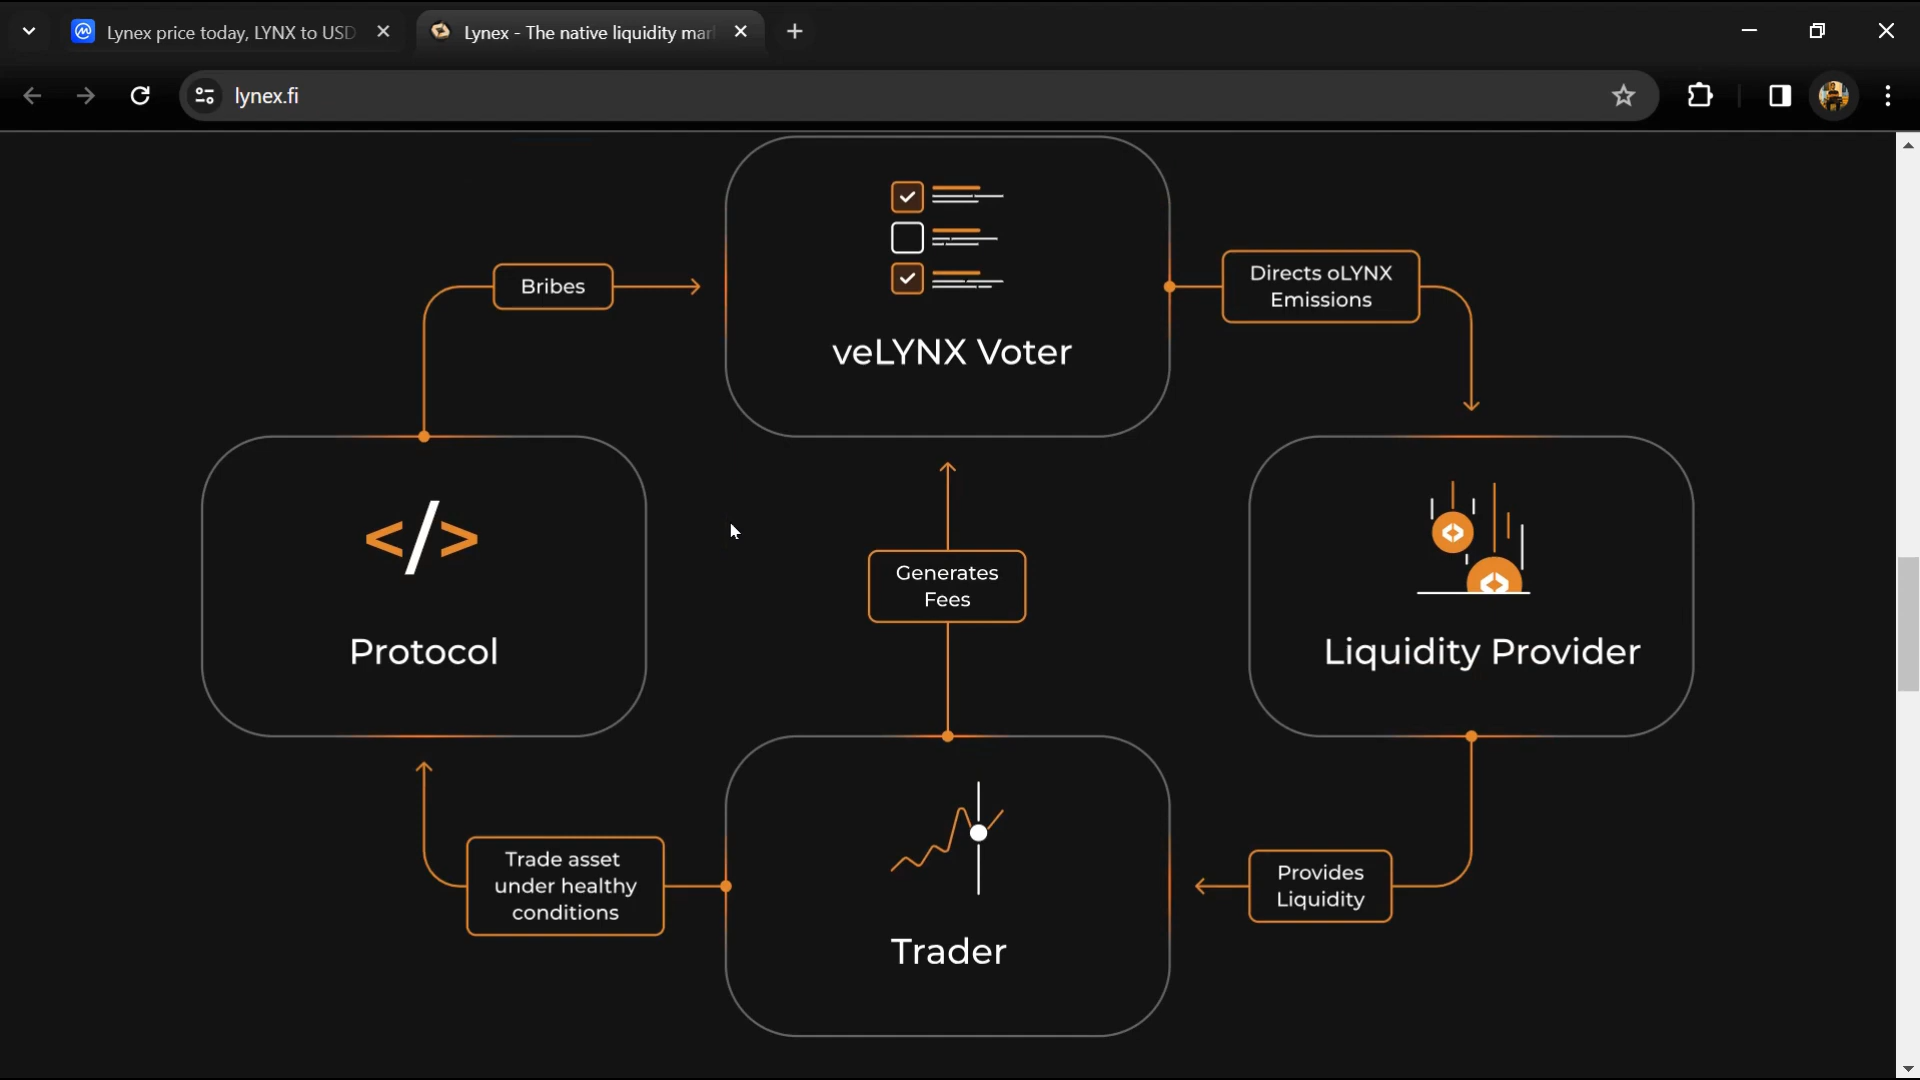 Lynex price today, LYNX to USD
Lynex - The native liquidity mar
lynex.fi
veLYNX Voter
Bribes
Directs oLYNX
Emissions
Protocol
Generates
Fees
Liquidity Provider
Trade asset
under healthy
conditions
Trader
Provides
Liquidity